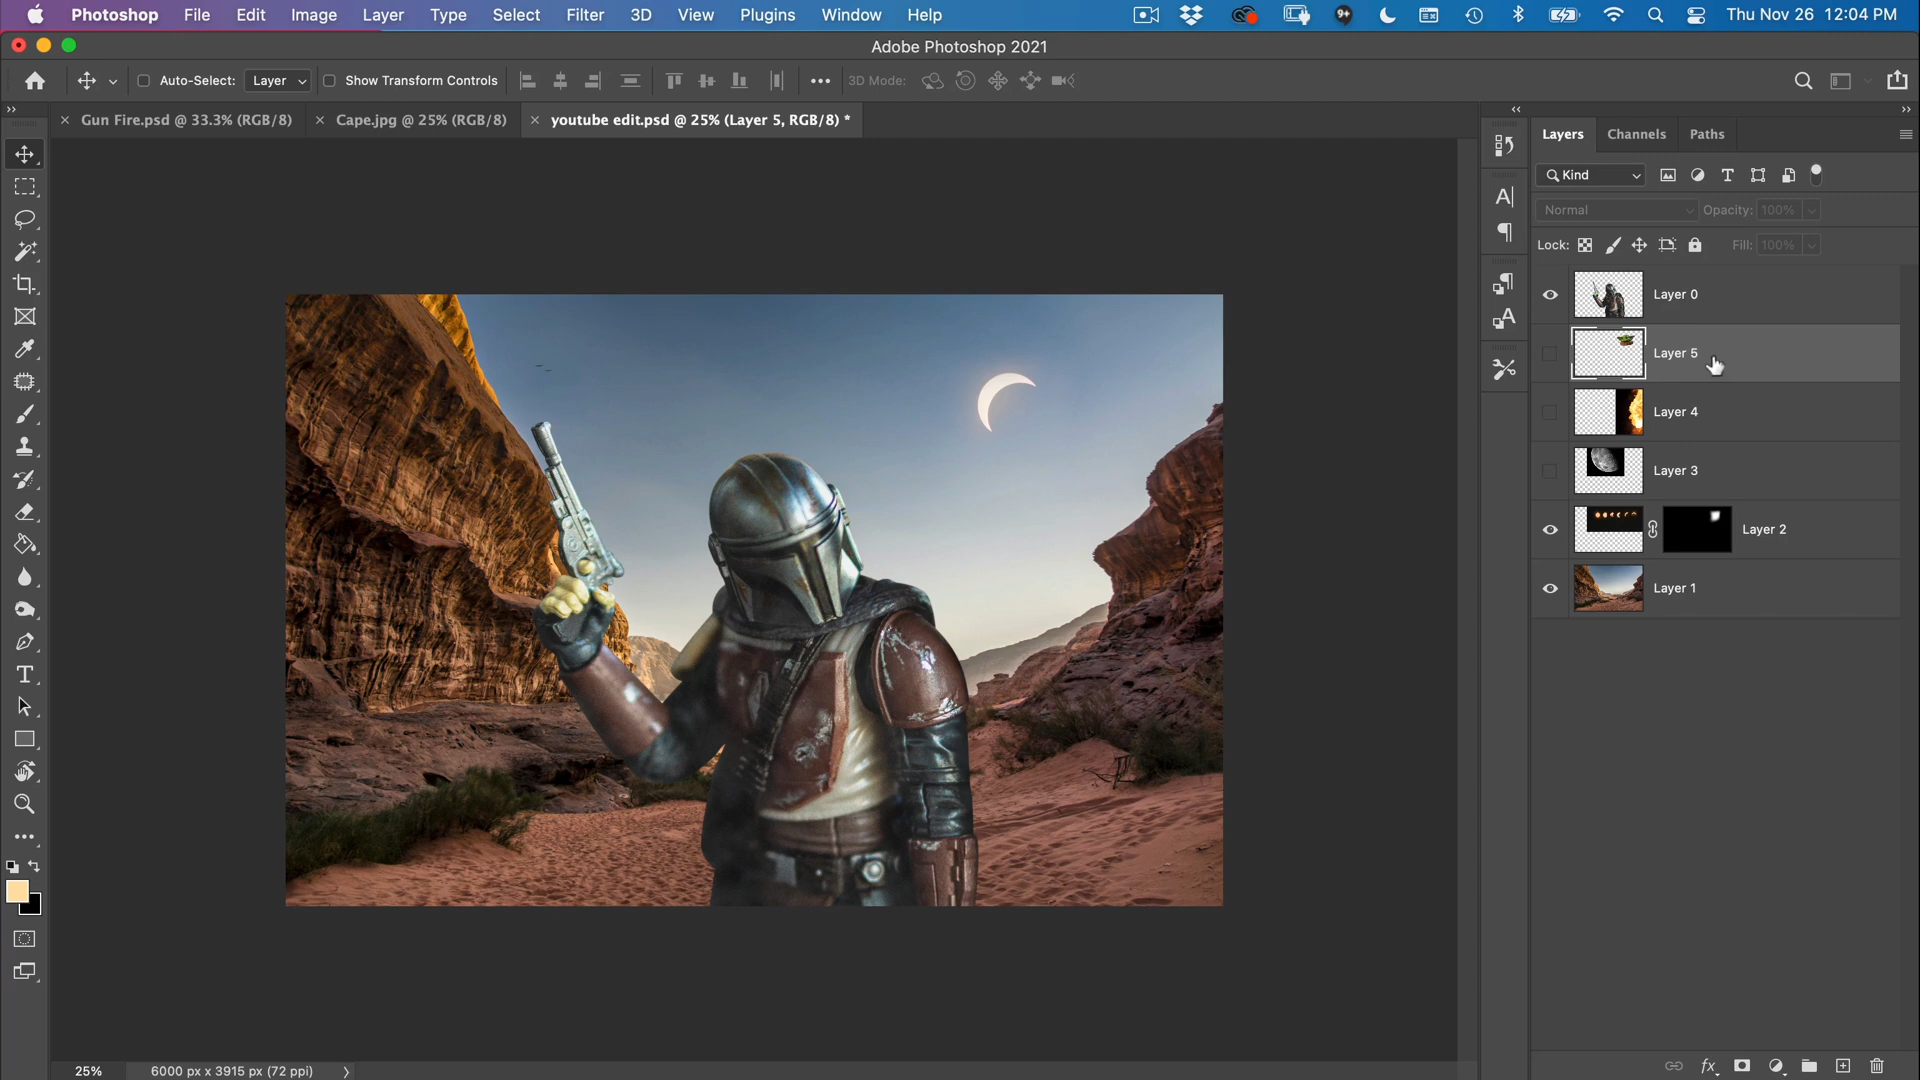 Photoshop File Edit Image Layer Type Select Filter 3D View Plugins Window Help 9+ Thu Nov 26 12:04 PM
Adobe Photoshop 2021
Auto-Select: Layer Show Transform Controls 3D Mode:
Gun Fire.psd @ 33.3% (RGB/8) Cape.jpg @ 25% (RGB/8) youtube edit.psd @ 25% (Layer 5, RGB/8) *
Layers Channels Paths
Kind
Normal Opacity: 100%
Lock: Fill: 100%
Layer 0
Layer 5
Layer 4
Layer 3
Layer 2
Layer 1
25% 6000 px x 3915 px (72 ppi)
fx